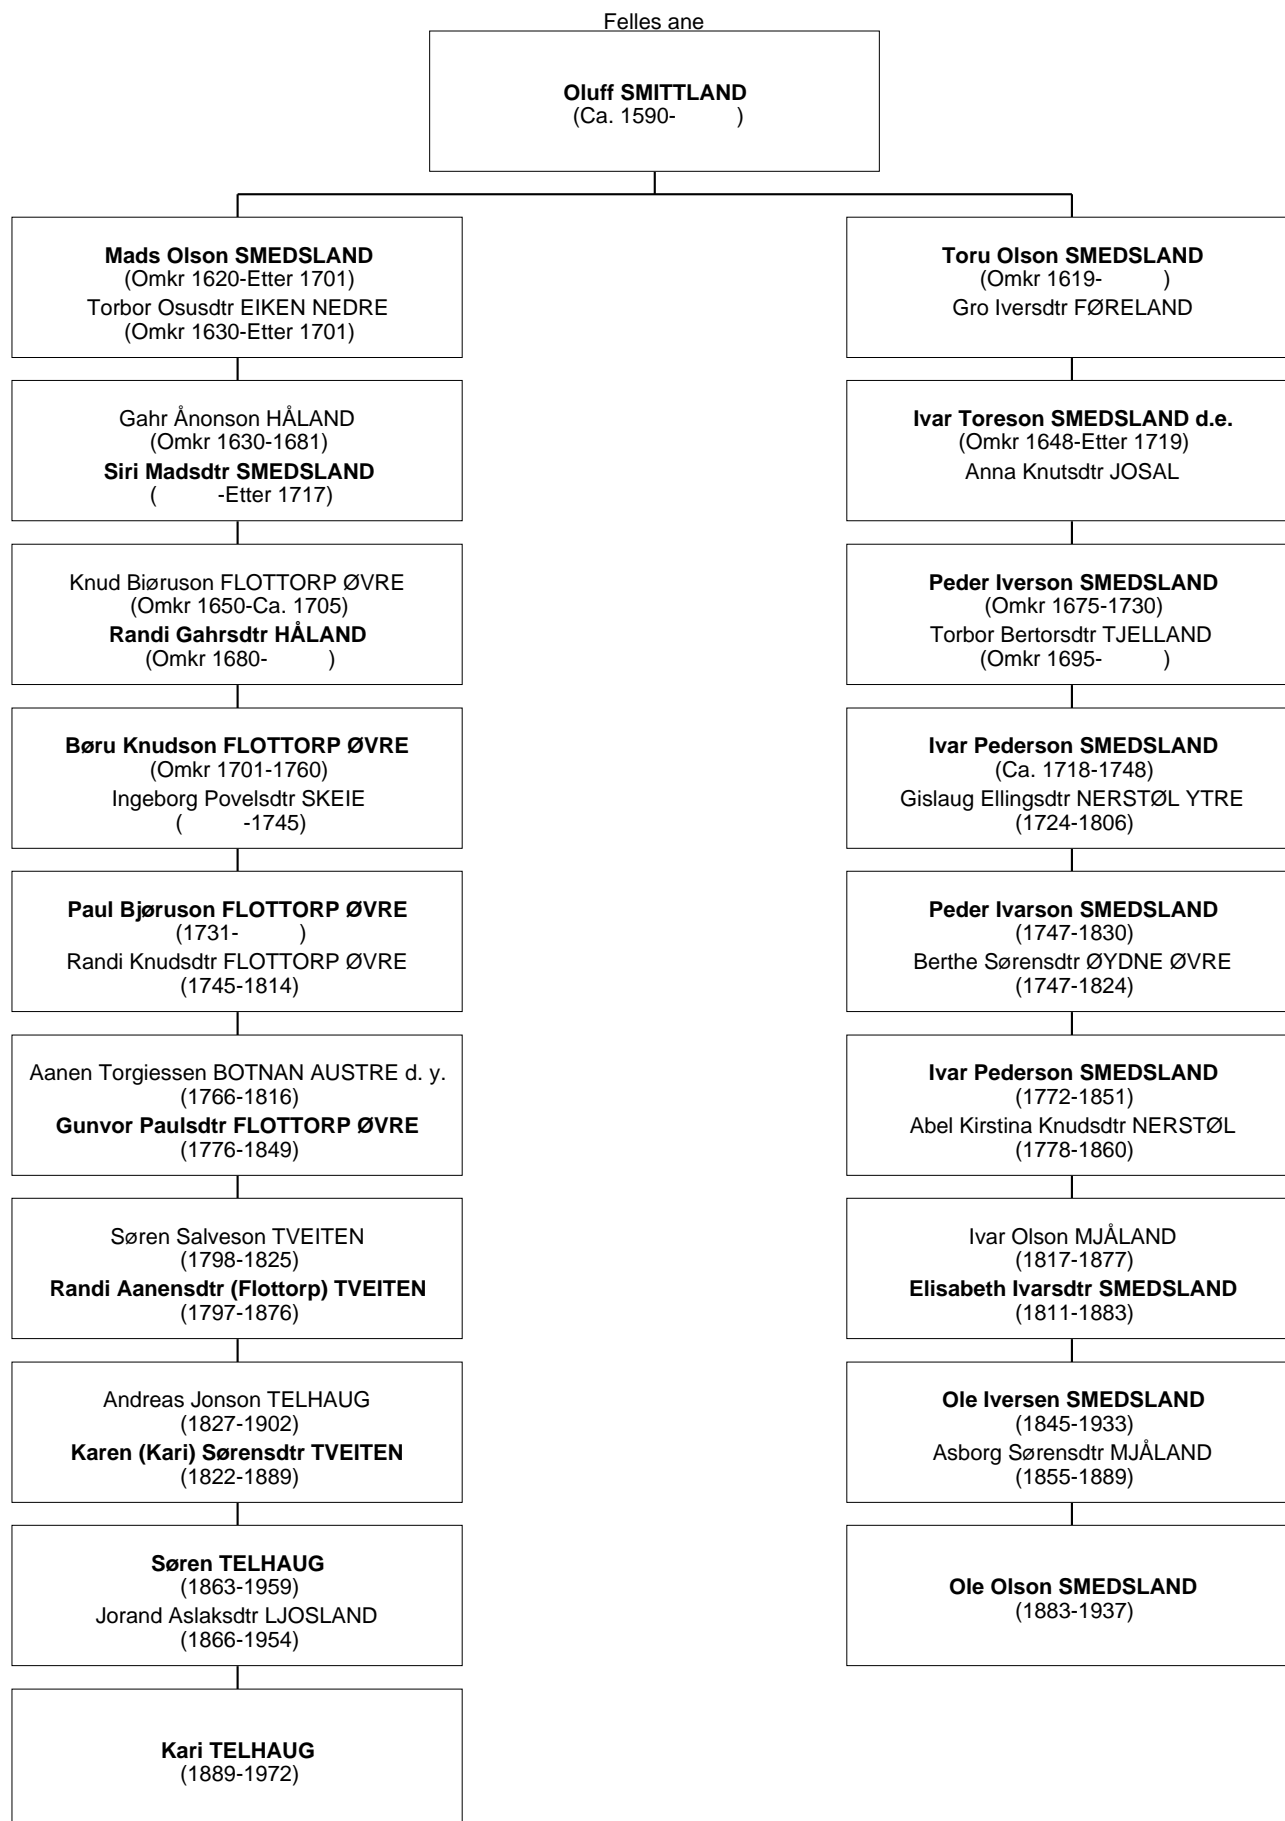 Felles ane
Oluff SMITTLAND
(Ca. 1590- )
Mads Olson SMEDSLAND
(Omkr 1620-Etter 1701)
Torbor Osusdtr EIKEN NEDRE
(Omkr 1630-Etter 1701)
Toru Olson SMEDSLAND
(Omkr 1619- )
Gro Iversdtr FØRELAND
Gahr Ånonson HÅLAND
(Omkr 1630-1681)
Siri Madsdtr SMEDSLAND
( -Etter 1717)
Ivar Toreson SMEDSLAND d.e.
(Omkr 1648-Etter 1719)
Anna Knutsdtr JOSAL
Knud Biøruson FLOTTORP ØVRE
(Omkr 1650-Ca. 1705)
Randi Gahrsdtr HÅLAND
(Omkr 1680- )
Peder Iverson SMEDSLAND
(Omkr 1675-1730)
Torbor Bertorsdtr TJELLAND
(Omkr 1695- )
Børu Knudson FLOTTORP ØVRE
(Omkr 1701-1760)
Ingeborg Povelsdtr SKEIE
( -1745)
Ivar Pederson SMEDSLAND
(Ca. 1718-1748)
Gislaug Ellingsdtr NERSTØL YTRE
(1724-1806)
Paul Bjøruson FLOTTORP ØVRE
(1731- )
Randi Knudsdtr FLOTTORP ØVRE
(1745-1814)
Peder Ivarson SMEDSLAND
(1747-1830)
Berthe Sørensdtr ØYDNE ØVRE
(1747-1824)
Aanen Torgiessen BOTNAN AUSTRE d. y.
(1766-1816)
Gunvor Paulsdtr FLOTTORP ØVRE
(1776-1849)
Ivar Pederson SMEDSLAND
(1772-1851)
Abel Kirstina Knudsdtr NERSTØL
(1778-1860)
Søren Salveson TVEITEN
(1798-1825)
Randi Aanensdtr (Flottorp) TVEITEN
(1797-1876)
Ivar Olson MJÅLAND
(1817-1877)
Elisabeth Ivarsdtr SMEDSLAND
(1811-1883)
Andreas Jonson TELHAUG
(1827-1902)
Karen (Kari) Sørensdtr TVEITEN
(1822-1889)
Ole Iversen SMEDSLAND
(1845-1933)
Asborg Sørensdtr MJÅLAND
(1855-1889)
Søren TELHAUG
(1863-1959)
Jorand Aslaksdtr LJOSLAND
(1866-1954)
Ole Olson SMEDSLAND
(1883-1937)
Kari TELHAUG
(1889-1972)